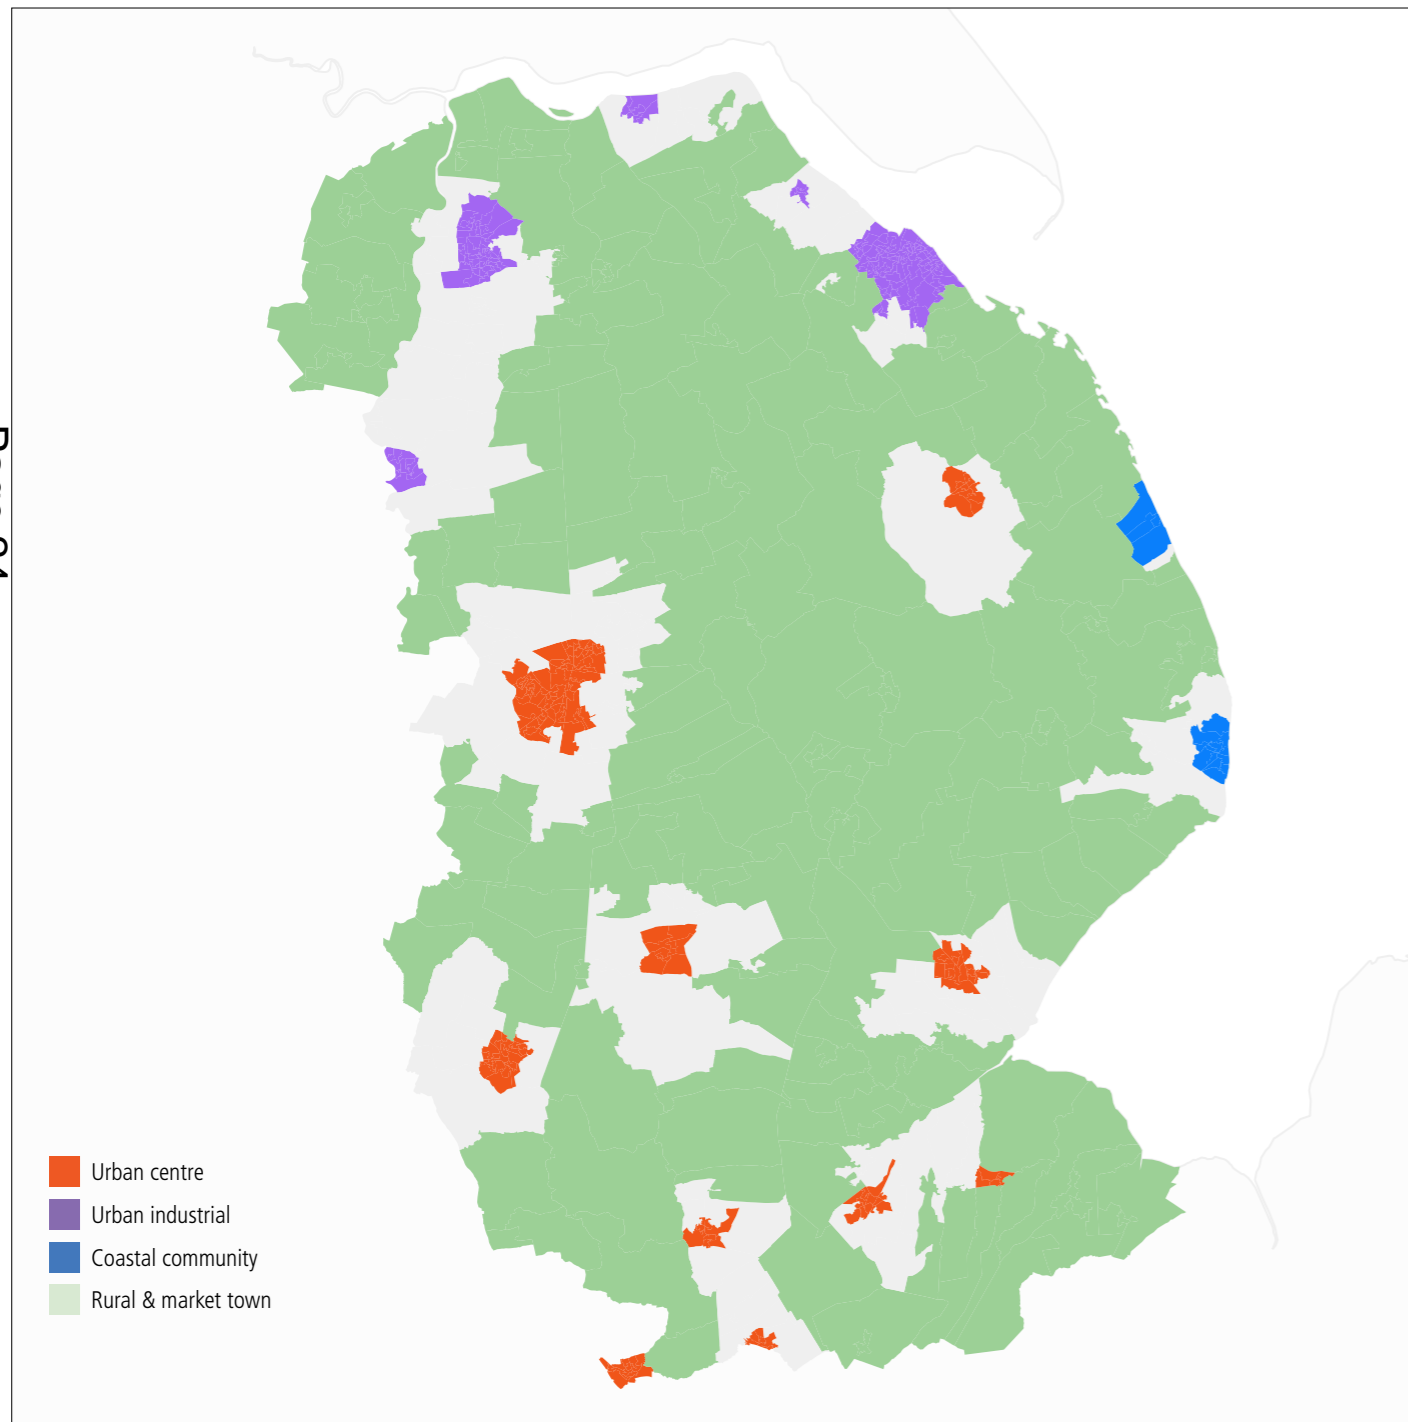 Urban centre
Urban industrial
Coastal community
Rural & market town